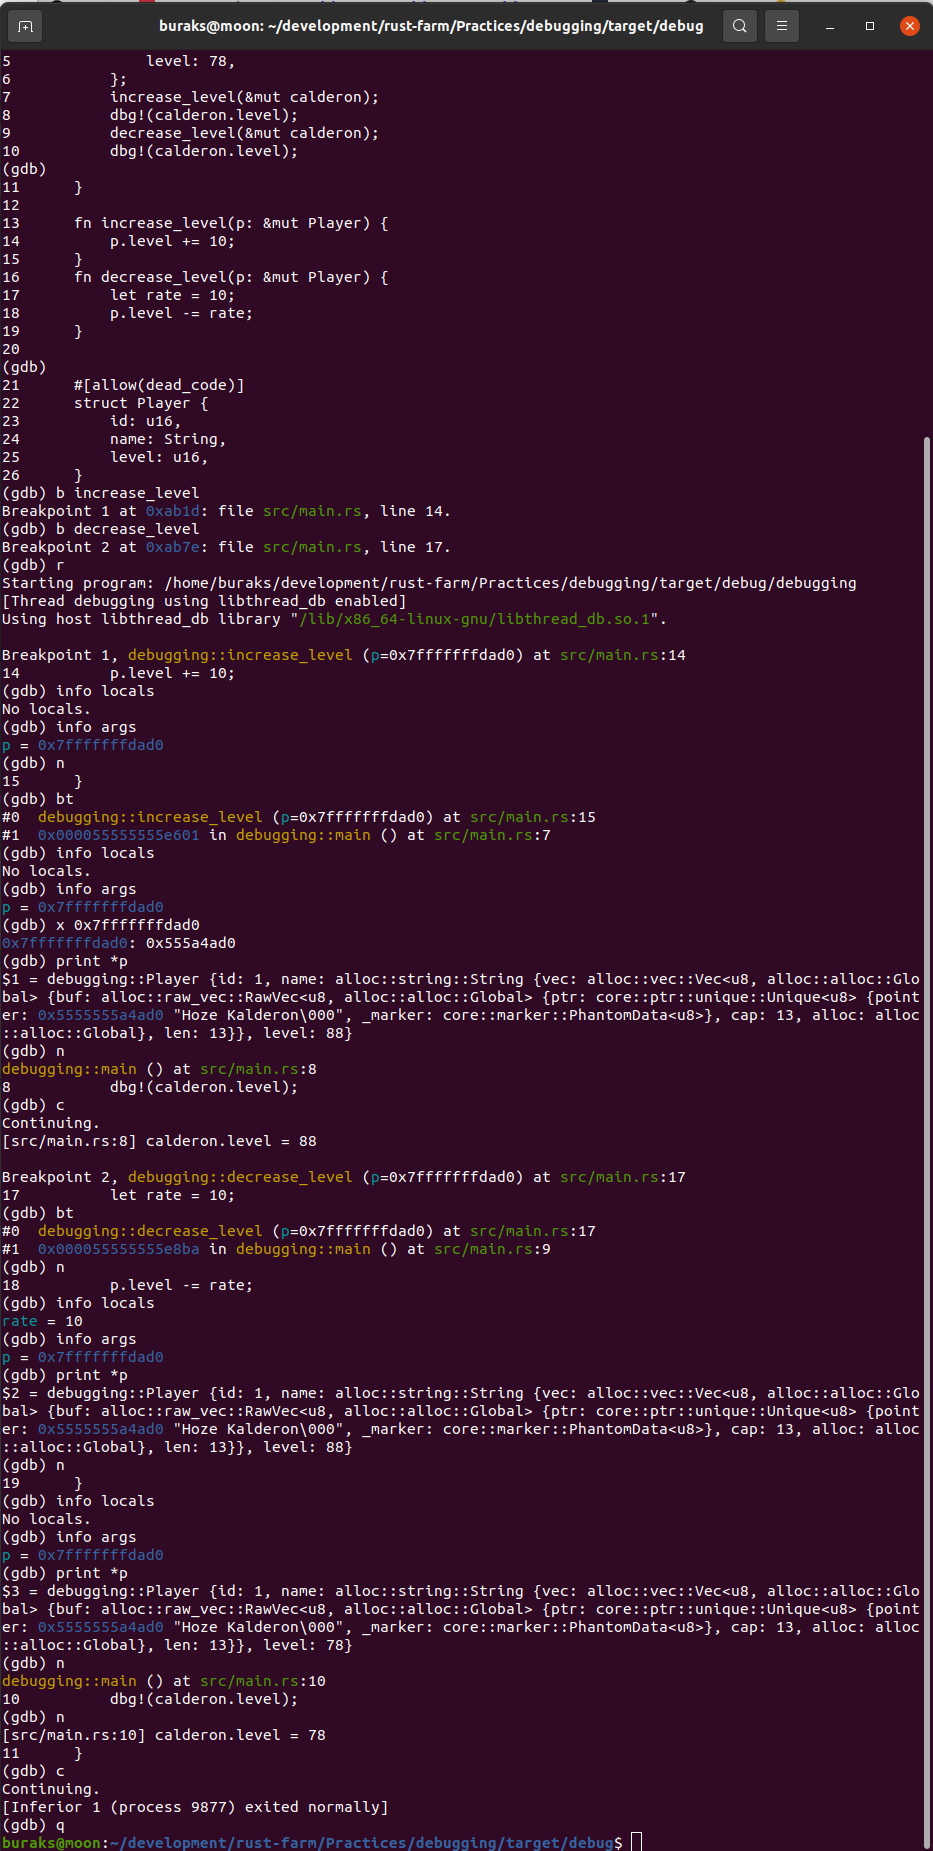 buraks@moon: ~/development/rust-farm/Practices/debugging/target/debug
5               level: 78,
6           };
7           increase_level(&mut calderon);
8           dbg!(calderon.level);
9           decrease_level(&mut calderon);
10          dbg!(calderon.level);
(gdb)
11      }
12
13      fn increase_level(p: &mut Player) {
14          p.level += 10;
15      }
16      fn decrease_level(p: &mut Player) {
17          let rate = 10;
18          p.level -= rate;
19      }
20
(gdb)
21      #[allow(dead_code)]
22      struct Player {
23          id: u16,
24          name: String,
25          level: u16,
26      }
(gdb) b increase_level
Breakpoint 1 at 0xab1d: file src/main.rs, line 14.
(gdb) b decrease_level
Breakpoint 2 at 0xab7e: file src/main.rs, line 17.
(gdb) r
Starting program: /home/buraks/development/rust-farm/Practices/debugging/target/debug/debugging
[Thread debugging using libthread_db enabled]
Using host libthread_db library "/lib/x86_64-linux-gnu/libthread_db.so.1".

Breakpoint 1, debugging::increase_level (p=0x7fffffffdad0) at src/main.rs:14
14          p.level += 10;
(gdb) info locals
No locals.
(gdb) info args
p = 0x7fffffffdad0
(gdb) n
15      }
(gdb) bt
#0  debugging::increase_level (p=0x7fffffffdad0) at src/main.rs:15
#1  0x000055555555e601 in debugging::main () at src/main.rs:7
(gdb) info locals
No locals.
(gdb) info args
p = 0x7fffffffdad0
(gdb) x 0x7fffffffdad0
0x7fffffffdad0: 0x555a4ad0
(gdb) print *p
$1 = debugging::Player {id: 1, name: alloc::string::String {vec: alloc::vec::Vec<u8, alloc::alloc::Glo
bal> {buf: alloc::raw_vec::RawVec<u8, alloc::alloc::Global> {ptr: core::ptr::unique::Unique<u8> {point
er: 0x5555555a4ad0 "Hoze Kalderon\000", _marker: core::marker::PhantomData<u8>}, cap: 13, alloc: alloc
::alloc::Global}, len: 13}}, level: 88}
(gdb) n
debugging::main () at src/main.rs:8
8           dbg!(calderon.level);
(gdb) c
Continuing.
[src/main.rs:8] calderon.level = 88

Breakpoint 2, debugging::decrease_level (p=0x7fffffffdad0) at src/main.rs:17
17          let rate = 10;
(gdb) bt
#0  debugging::decrease_level (p=0x7fffffffdad0) at src/main.rs:17
#1  0x000055555555e8ba in debugging::main () at src/main.rs:9
(gdb) n
18          p.level -= rate;
(gdb) info locals
rate = 10
(gdb) info args
p = 0x7fffffffdad0
(gdb) print *p
$2 = debugging::Player {id: 1, name: alloc::string::String {vec: alloc::vec::Vec<u8, alloc::alloc::Glo
bal> {buf: alloc::raw_vec::RawVec<u8, alloc::alloc::Global> {ptr: core::ptr::unique::Unique<u8> {point
er: 0x5555555a4ad0 "Hoze Kalderon\000", _marker: core::marker::PhantomData<u8>}, cap: 13, alloc: alloc
::alloc::Global}, len: 13}}, level: 88}
(gdb) n
19      }
(gdb) info locals
No locals.
(gdb) info args
p = 0x7fffffffdad0
(gdb) print *p
$3 = debugging::Player {id: 1, name: alloc::string::String {vec: alloc::vec::Vec<u8, alloc::alloc::Glo
bal> {buf: alloc::raw_vec::RawVec<u8, alloc::alloc::Global> {ptr: core::ptr::unique::Unique<u8> {point
er: 0x5555555a4ad0 "Hoze Kalderon\000", _marker: core::marker::PhantomData<u8>}, cap: 13, alloc: alloc
::alloc::Global}, len: 13}}, level: 78}
(gdb) n
debugging::main () at src/main.rs:10
10          dbg!(calderon.level);
(gdb) n
[src/main.rs:10] calderon.level = 78
11      }
(gdb) c
Continuing.
[Inferior 1 (process 9877) exited normally]
(gdb) q
buraks@moon:~/development/rust-farm/Practices/debugging/target/debug$